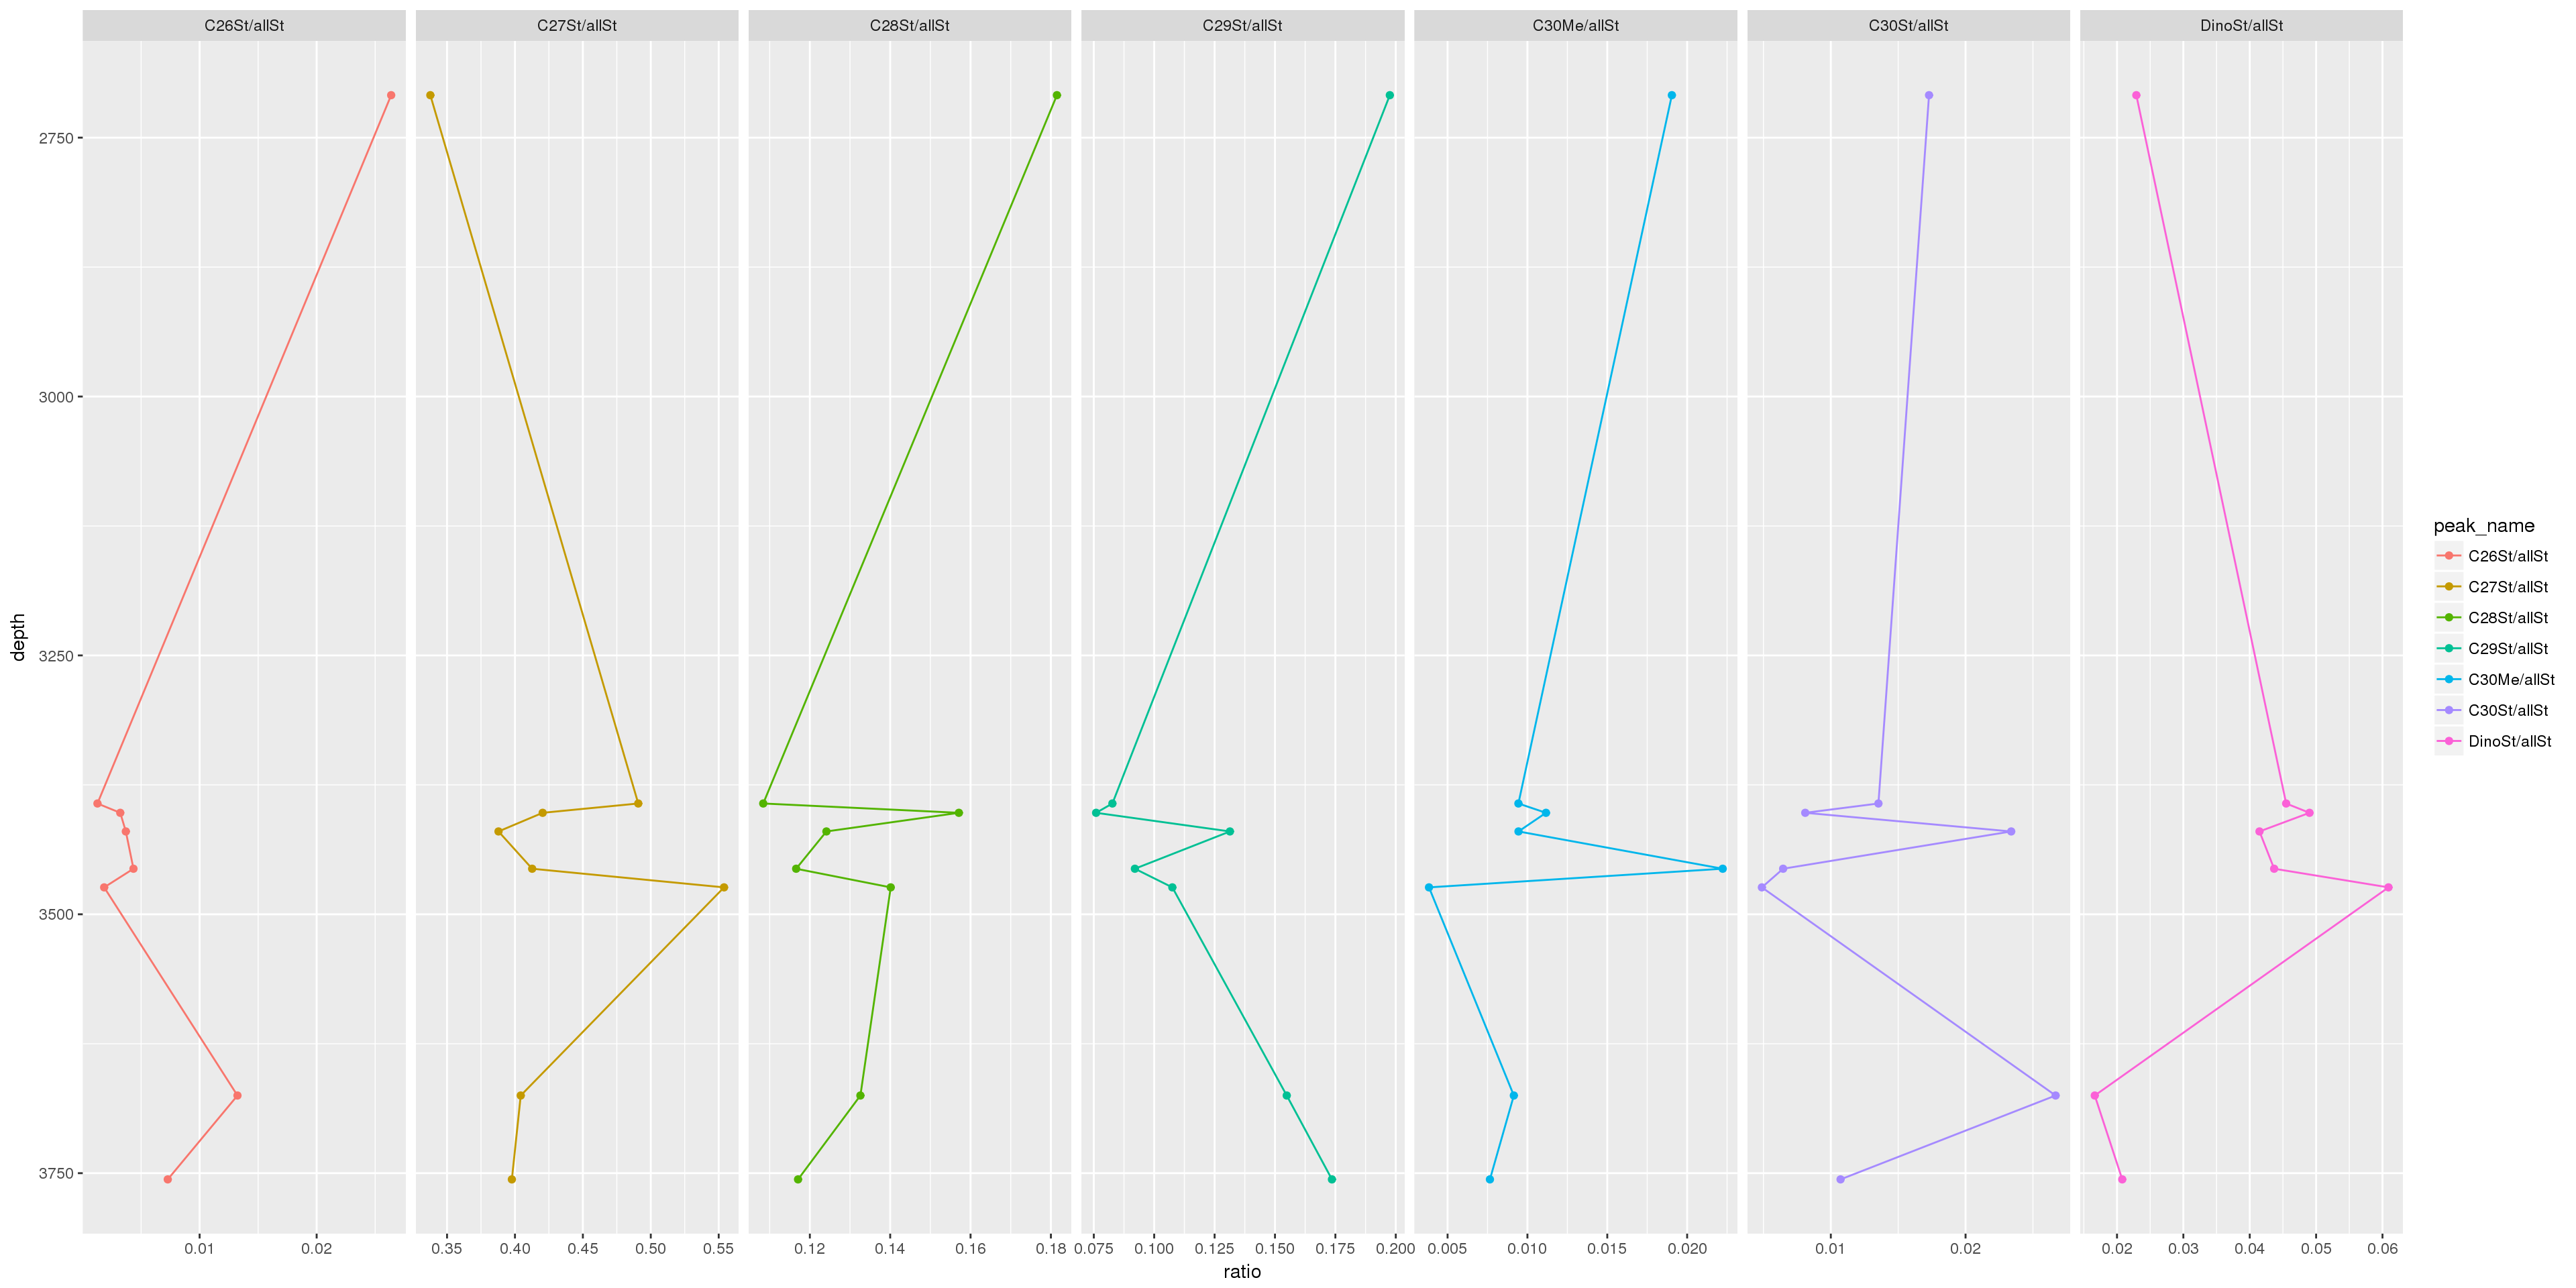 C26St/allSt C27St/allSt C28St/allSt C29St/allSt C30Me/allSt C30St/allSt DinoSt/allSt
2750
3000
3250
3500
3750
depth
0.01 0.02 0.35 0.40 0.45 0.50 0.55 0.12 0.14 0.16 0.18 0.075 0.100 0.125 0.150 0.175 0.200 0.005 0.010 0.015 0.020 0.01 0.02 0.02 0.03 0.04 0.05 0.06
ratio
peak_name
C26St/allSt
C27St/allSt
C28St/allSt
C29St/allSt
C30Me/allSt
C30St/allSt
DinoSt/allSt